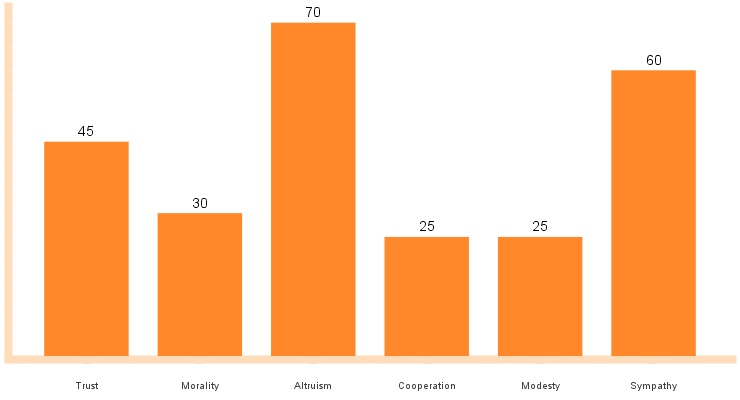 70
60
45
30
25
25
Trust
Morality
Altruism
Cooperation
Modesty
Sympathy